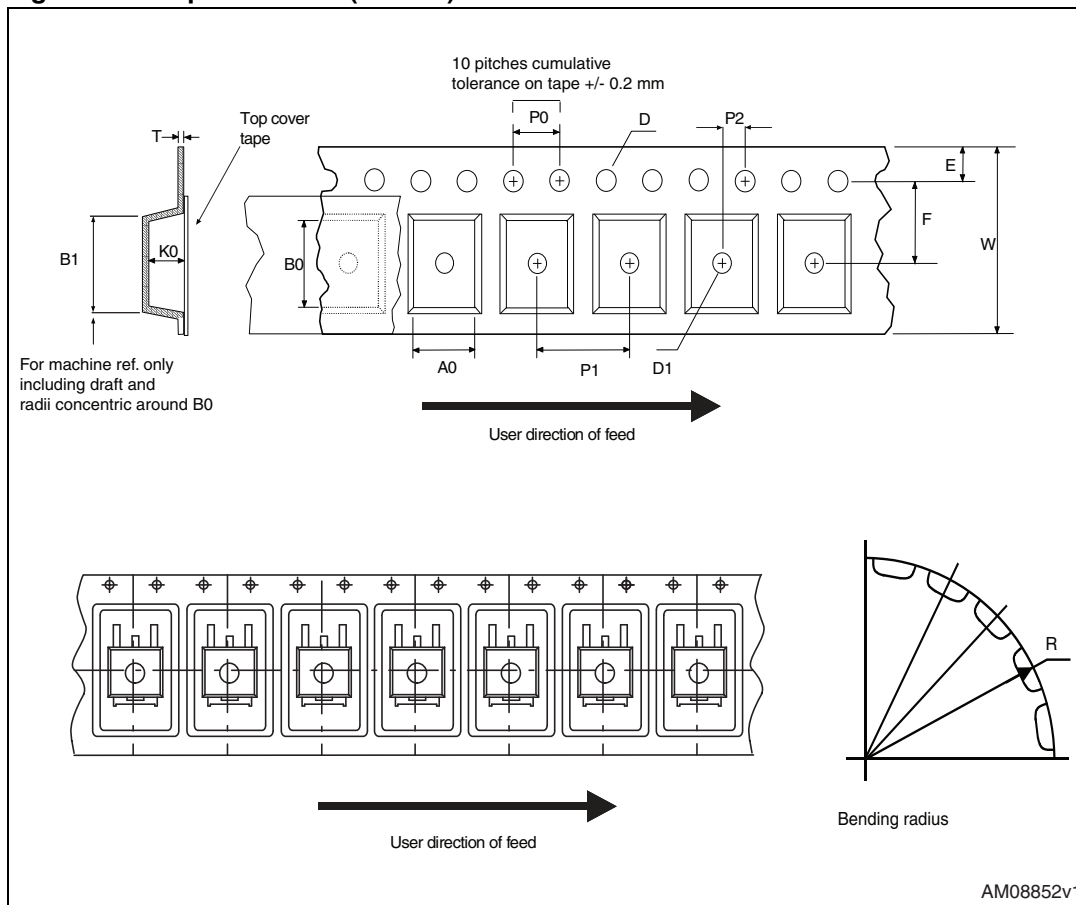 10 pitches cumulative
tolerance on tape +/- 0.2 mm
P0
D
P2
T
Top cover
tape
E
F
W
B1
K0
B0
For machine ref. only
including draft and
radii concentric around B0
A0
P1
D1
User direction of feed
R
Bending radius
User direction of feed
AM08852v1